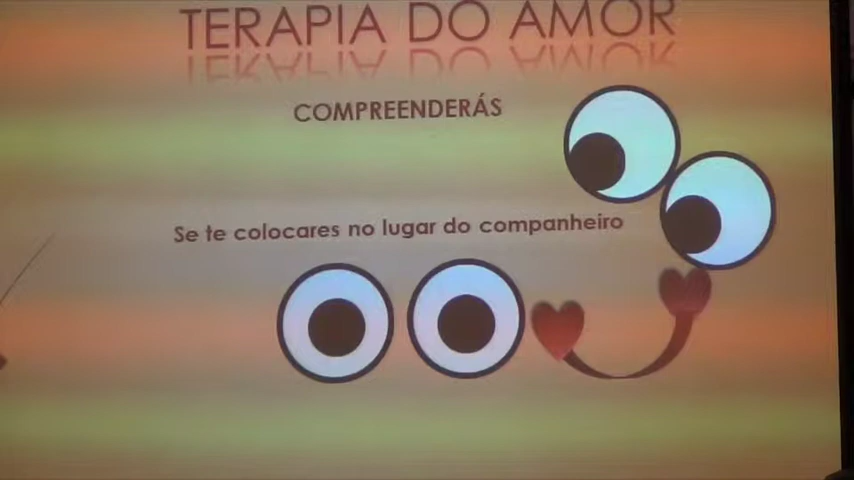 TERAPIA DO AMOR
COMPREENDERÁS
Se te colocares no lugar do companheiro